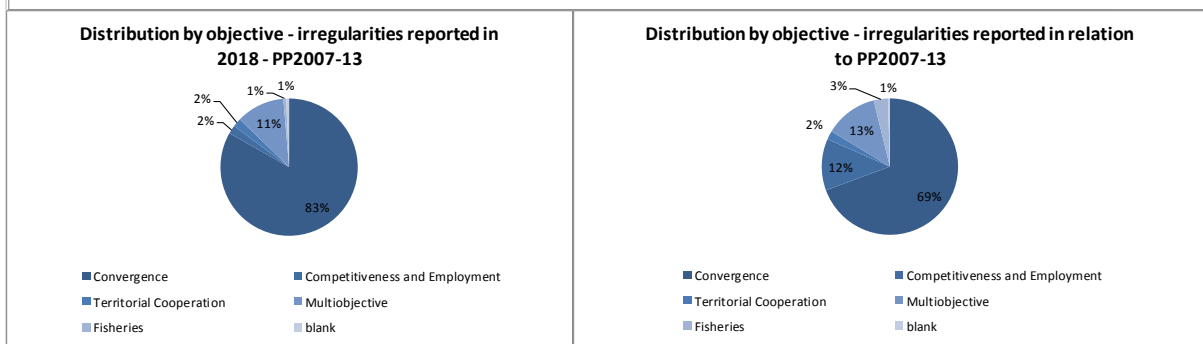 Distribution by objective - irregularities reported in
2018 - PP2007-13
1%
1%
2%
2%
11%
83%
Convergence
Competitiveness and Employment
Territorial Cooperation
Multiobjective
Fisheries
blank
Distribution by objective - irregularities reported in relation
to PP2007-13
3%
1%
2%
13%
12%
69%
Convergence
Competitiveness and Employment
Territorial Cooperation
Multiobjective
Fisheries
blank